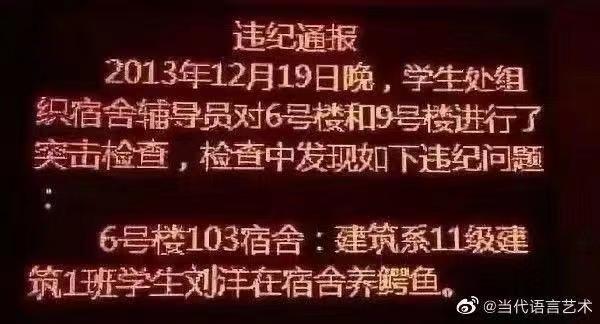 违纪通报
2013年12月19日晚，学生处组
织宿舍辅导员对6号楼和9号楼进行了
突击检查，检查中发现如下违纪问题
：
6号楼103宿舍：建筑系11级建
筑1班学生刘洋在宿舍养鳄鱼。
@当代语言艺术